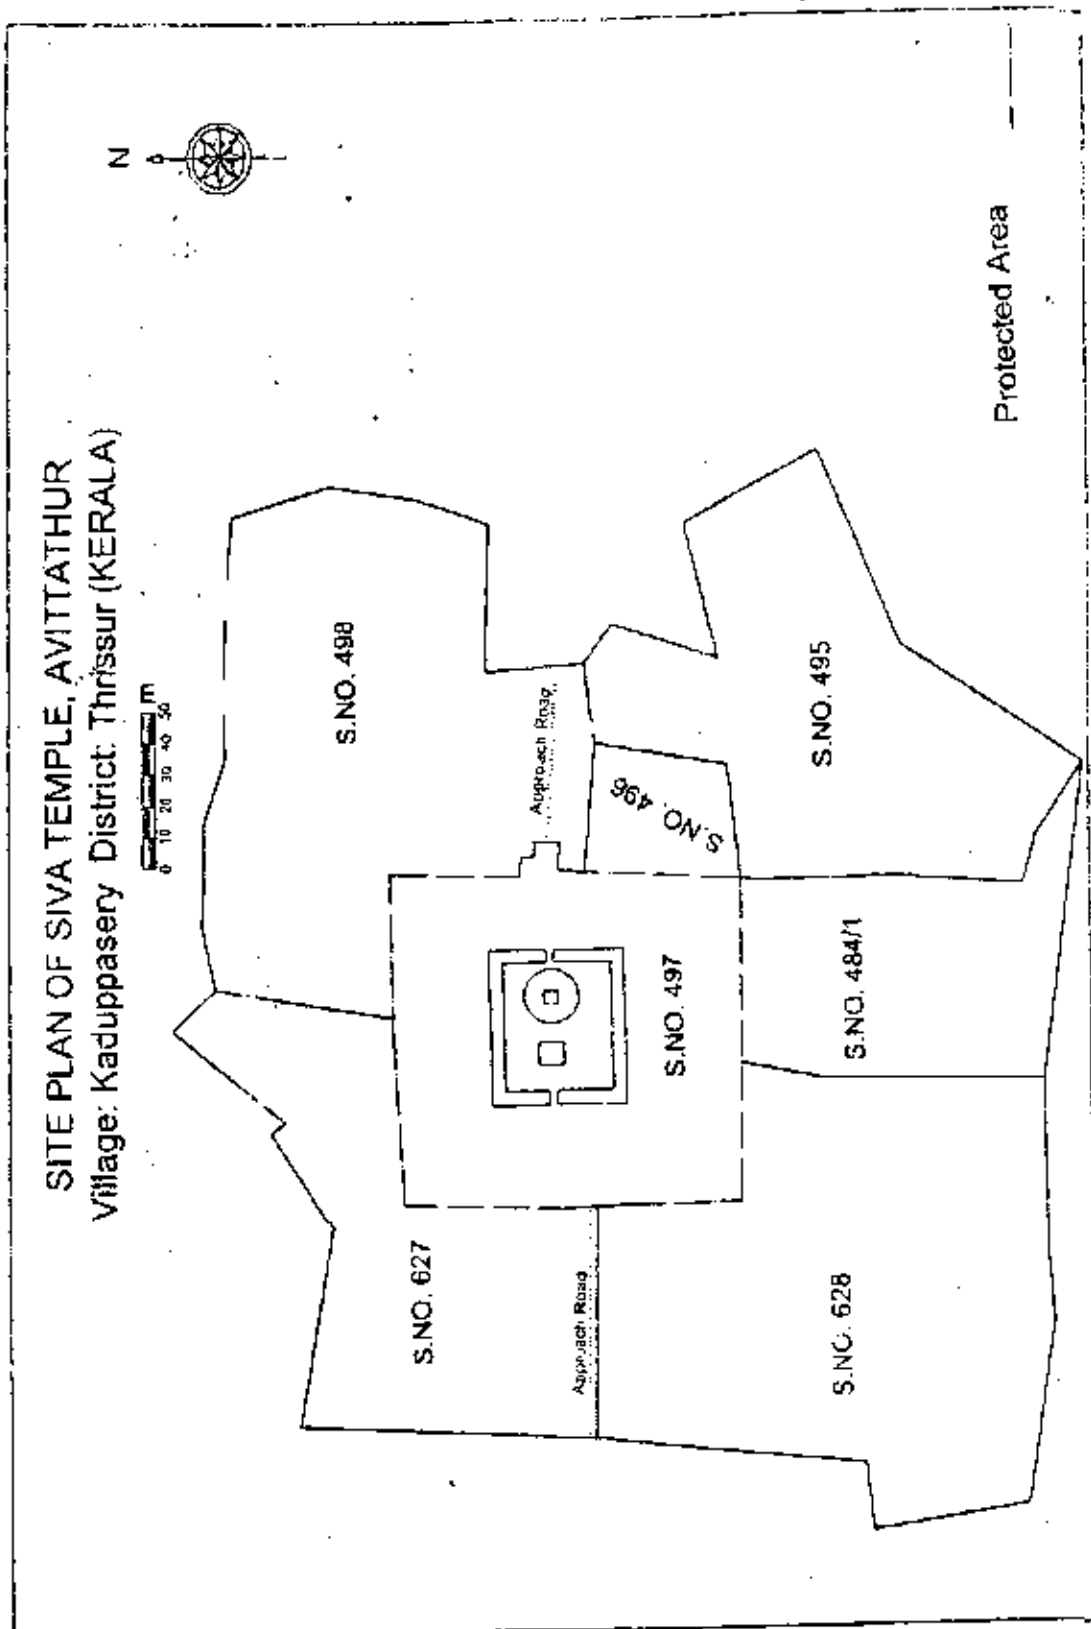 SITE PLAN OF SIVA TEMPLE, AVITTATHUR
Village: Kaduppasery District: Thrissur (KERALA)
0 10 20 30 40 50 m
N
S.NO. 498
S.NO. 627
Approach Road
S.NO. 496
S.NO. 497
Approach Road
S.NO. 495
S.NO. 484/1
S.NO. 628
Protected Area